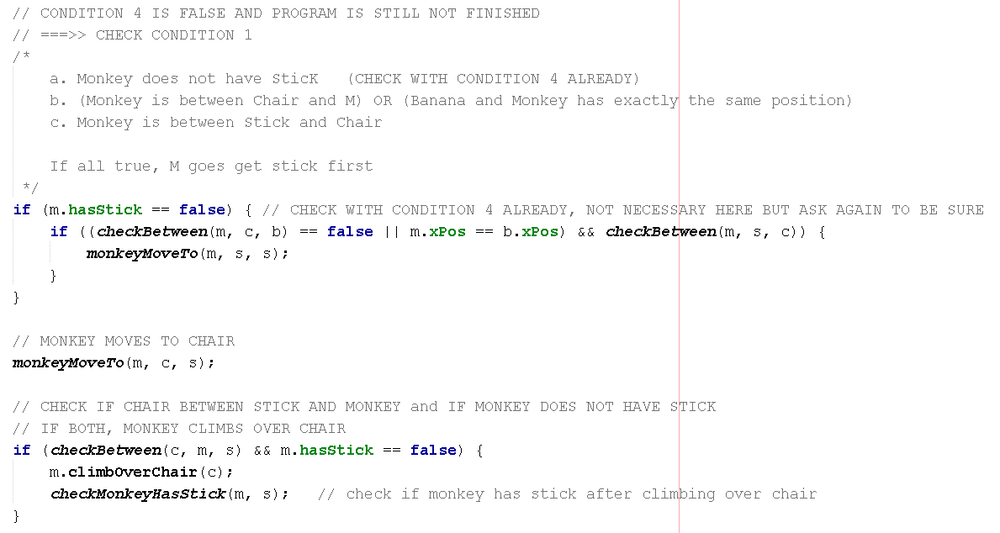 // CONDITION 4 IS FALSE AND PROGRAM IS STILL NOT FINISHED
// ===>> CHECK CONDITION 1
/*
a. Monkey does not have SticK (CHECK WITH CONDITION 4 ALREADY)
b. (Monkey is between Chair and M) OR (Banana and Monkey has exactly the same position)
c. Monkey is between Stick and Chair
If all true, M goes get stick first
*/
if (m.hasStick == false) { // CHECK WITH CONDITION 4 ALREADY, NOT NECESSARY HERE BUT ASK AGAIN TO BE SURE
if ((checkBetween(m, c, b) == false || m.xPos == b.xPos) && checkBetween(m, s, c)) {
monkeyMoveTo(m, s, s);
}
}
// MONKEY MOVES TO CHAIR
monkeyMoveTo(m, c, s);
// CHECK IF CHAIR BETWEEN STICK AND MONKEY and IF MONKEY DOES NOT HAVE STICK
// IF BOTH, MONKEY CLIMBS OVER CHAIR
if (checkBetween(c, m, s) && m.hasStick == false) {
m.climbOverChair(c);
checkMonkeyHasStick(m, s); // check if monkey has stick after climbing over chair
}